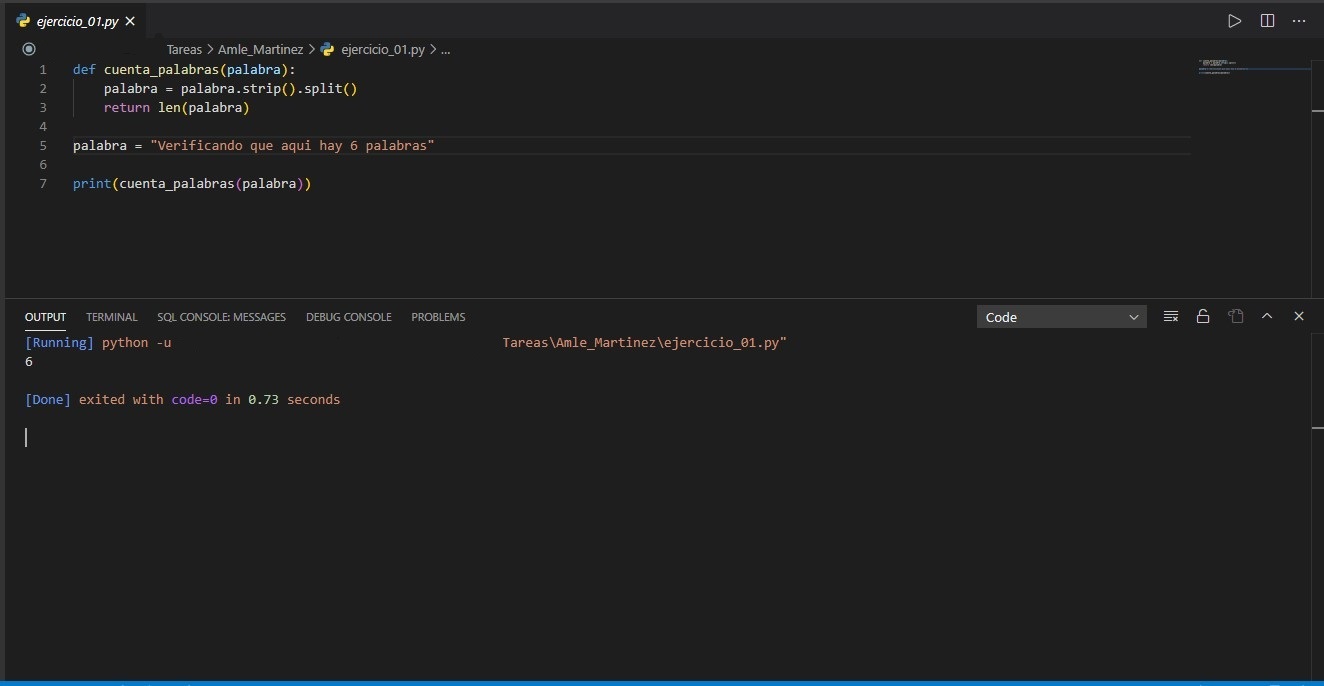 ejercicio_01.py
Tareas > Amle_Martinez > ejercicio_01.py > ...
1 def cuenta_palabras(palabra):
2     palabra = palabra.strip().split()
3     return len(palabra)
4
5 palabra = "Verificando que aqui hay 6 palabras"
6
7 print(cuenta_palabras(palabra))
OUTPUT TERMINAL SQL CONSOLE: MESSAGES DEBUG CONSOLE PROBLEMS Code
[Running] python -u Tareas\Amle_Martinez\ejercicio_01.py"
6
[Done] exited with code=0 in 0.73 seconds